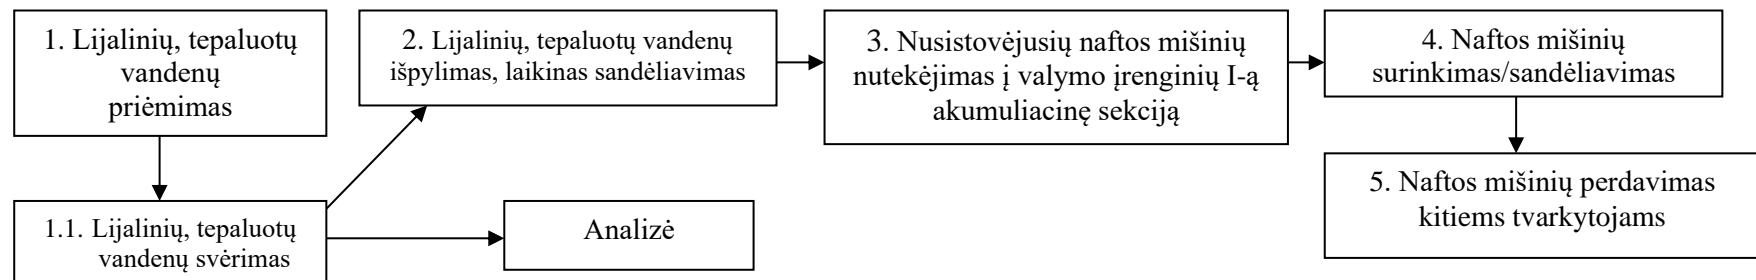 1. Lijalinių, tepaluotų
vandenų
priėmimas
1.1. Lijalinių, tepaluotų
vandenų svėrimas
Analizė
2. Lijalinių, tepaluotų vandenų
išpylimas, laikinas sandėliavimas
3. Nusistovėjusių naftos mišinių
nutekėjimas į valymo įrenginių I-ą
akumuliacinę sekciją
4. Naftos mišinių
surinkimas/sandėliavimas
5. Naftos mišinių perdavimas
kitiems tvarkytojams